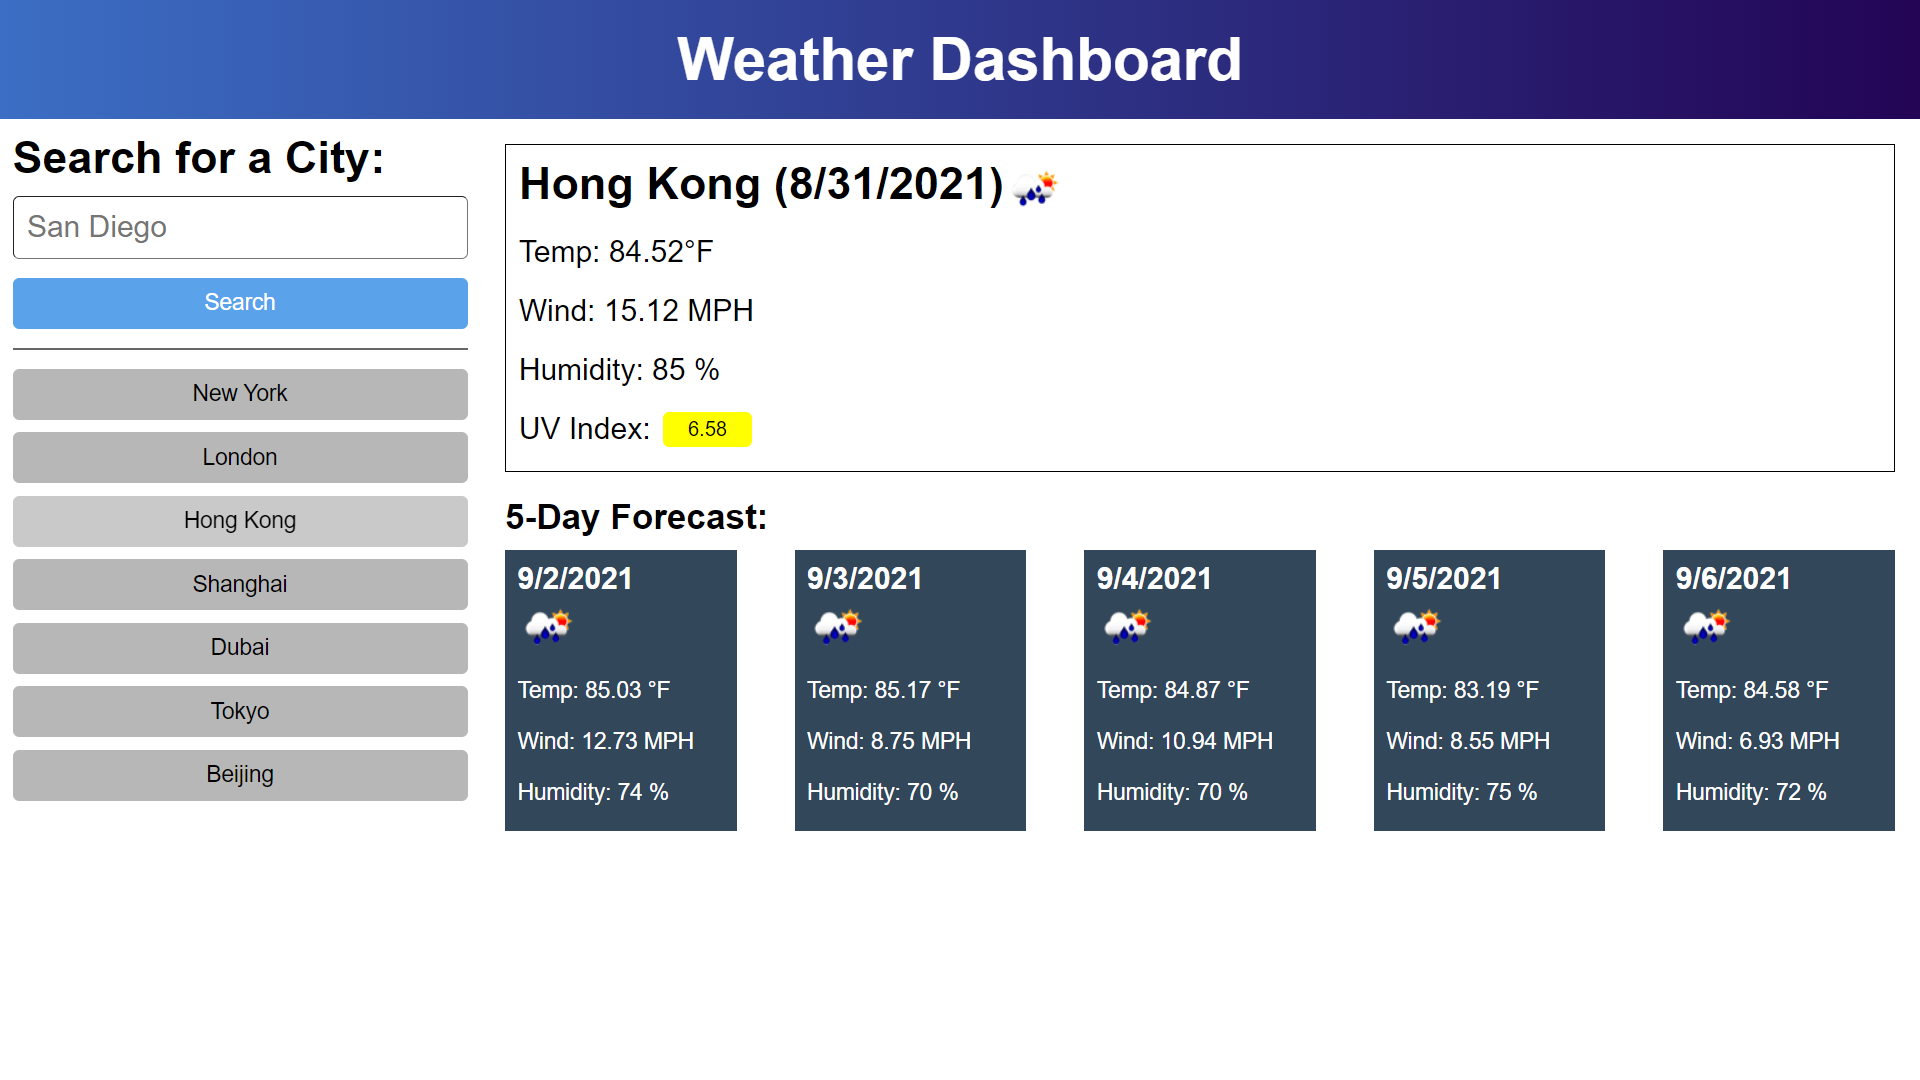 Weather Dashboard
Search for a City:
San Diego
Search
New York
London
Hong Kong
Shanghai
Dubai
Tokyo
Beijing
Hong Kong (8/31/2021)
Temp: 84.52°F
Wind: 15.12 MPH
Humidity: 85 %
UV Index: 6.58
5-Day Forecast:
9/2/2021
Temp: 85.03 °F
Wind: 12.73 MPH
Humidity: 74 %
9/3/2021
Temp: 85.17 °F
Wind: 8.75 MPH
Humidity: 70 %
9/4/2021
Temp: 84.87 °F
Wind: 10.94 MPH
Humidity: 70 %
9/5/2021
Temp: 83.19 °F
Wind: 8.55 MPH
Humidity: 75 %
9/6/2021
Temp: 84.58 °F
Wind: 6.93 MPH
Humidity: 72 %